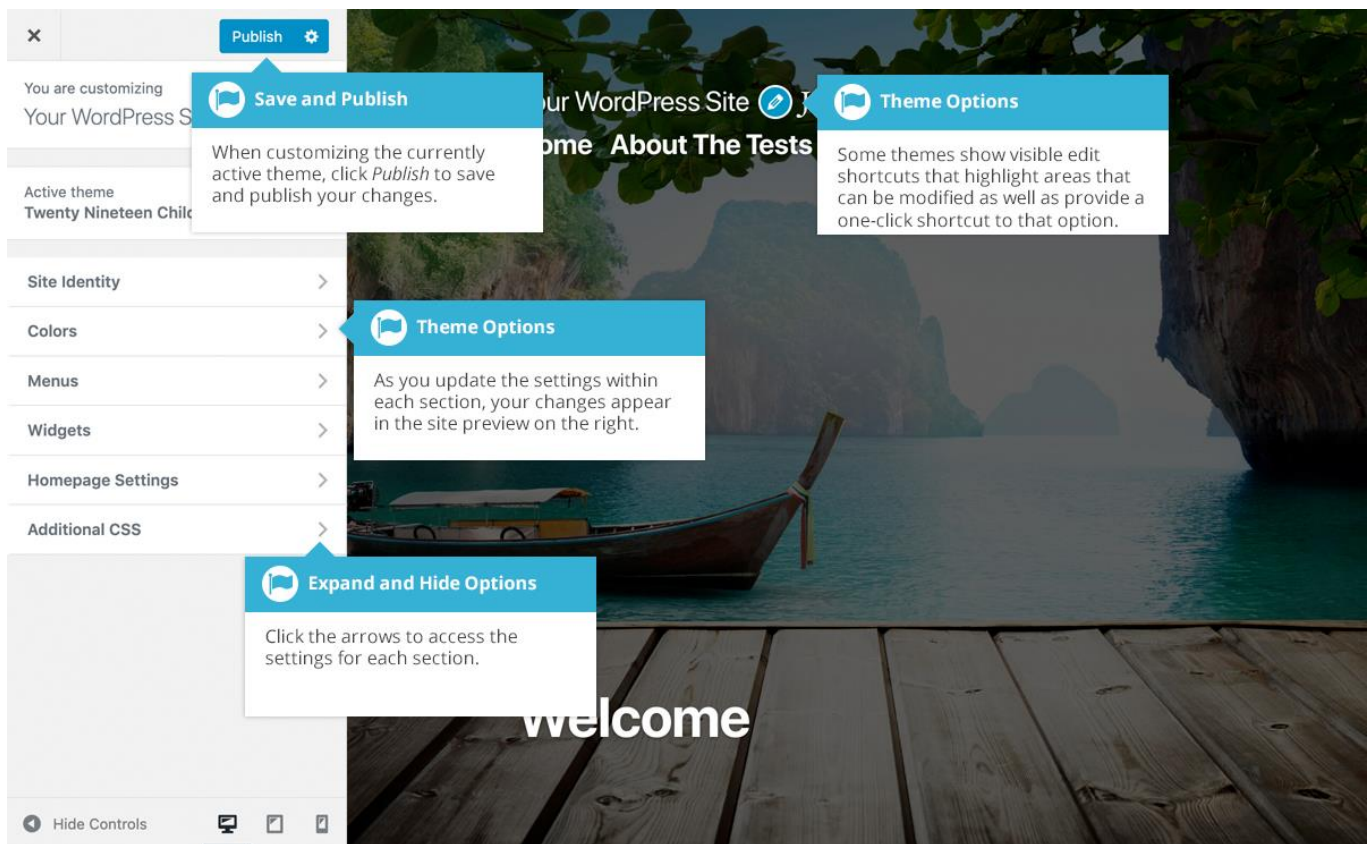 Publish
You are customizing
Your WordPress S
Active theme
Twenty Nineteen Chilc
Save and Publish
When customizing the currently
active theme, click Publish to save
and publish your changes.
ur WordPress Site
ome About The Tests
Theme Options
Some themes show visible edit
shortcuts that highlight areas that
can be modified as well as provide a
one-click shortcut to that option.
Site Identity
Colors
Menus
Widgets
Homepage Settings
Additional CSS
Theme Options
As you update the settings within
each section, your changes appear
in the site preview on the right.
Expand and Hide Options
Click the arrows to access the
settings for each section.
Welcome
Hide Controls